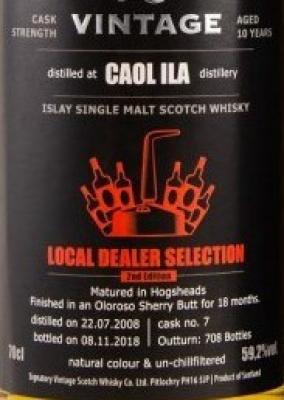 CASK STRENGTH
VINTAGE
AGED 10 YEARS
distilled at CAOL ILA distillery
ISLAY SINGLE MALT SCOTCH WHISKY
LOCAL DEALER SELECTION
2nd Edition
Matured in Hogsheads
Finished in an Oloroso Sherry Butt for 18 months.
distilled on 22.07.2008 cask no. 7
bottled on 08.11.2018 Outturn: 708 Bottles
70cl
59,2%vol
natural colour & un-chillfiltered
Signatory Vintage Scotch Whisky Co. Ltd. Pitlochry PH16 5JP | Product of Scotland